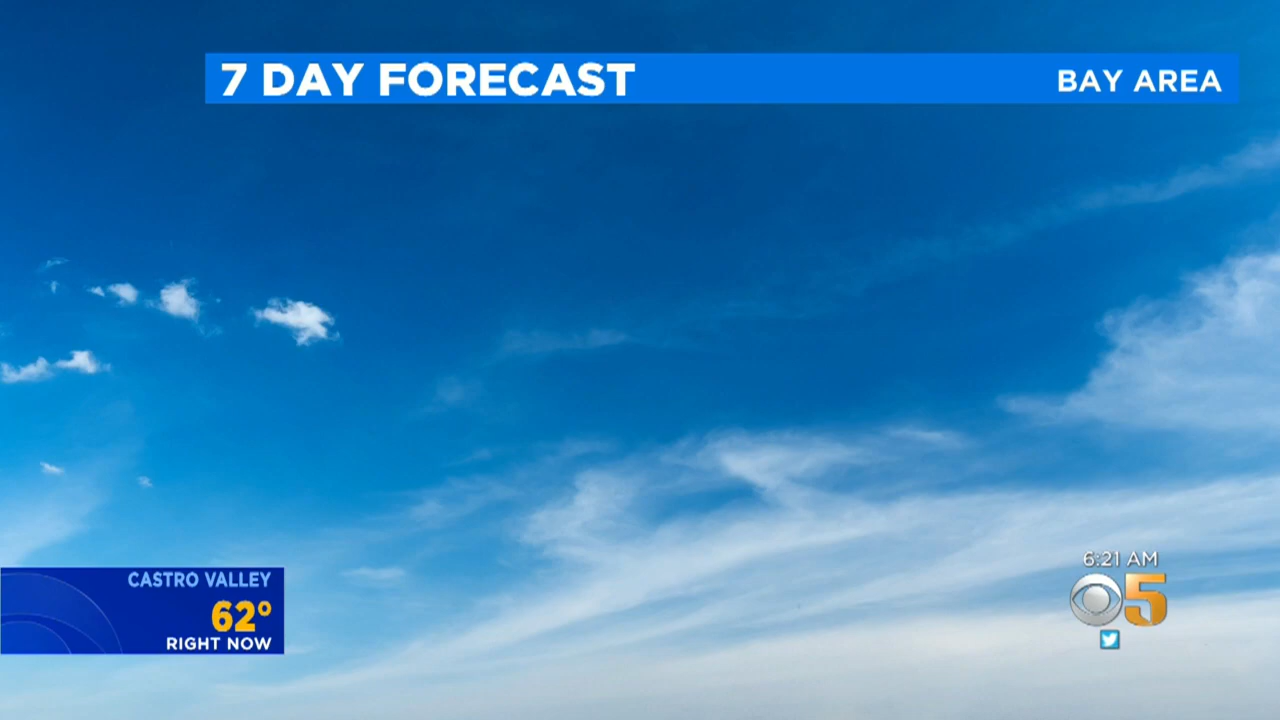 7 DAY FORECAST
BAY AREA
CASTRO VALLEY
62°
RIGHT NOW
6:21 AM
5